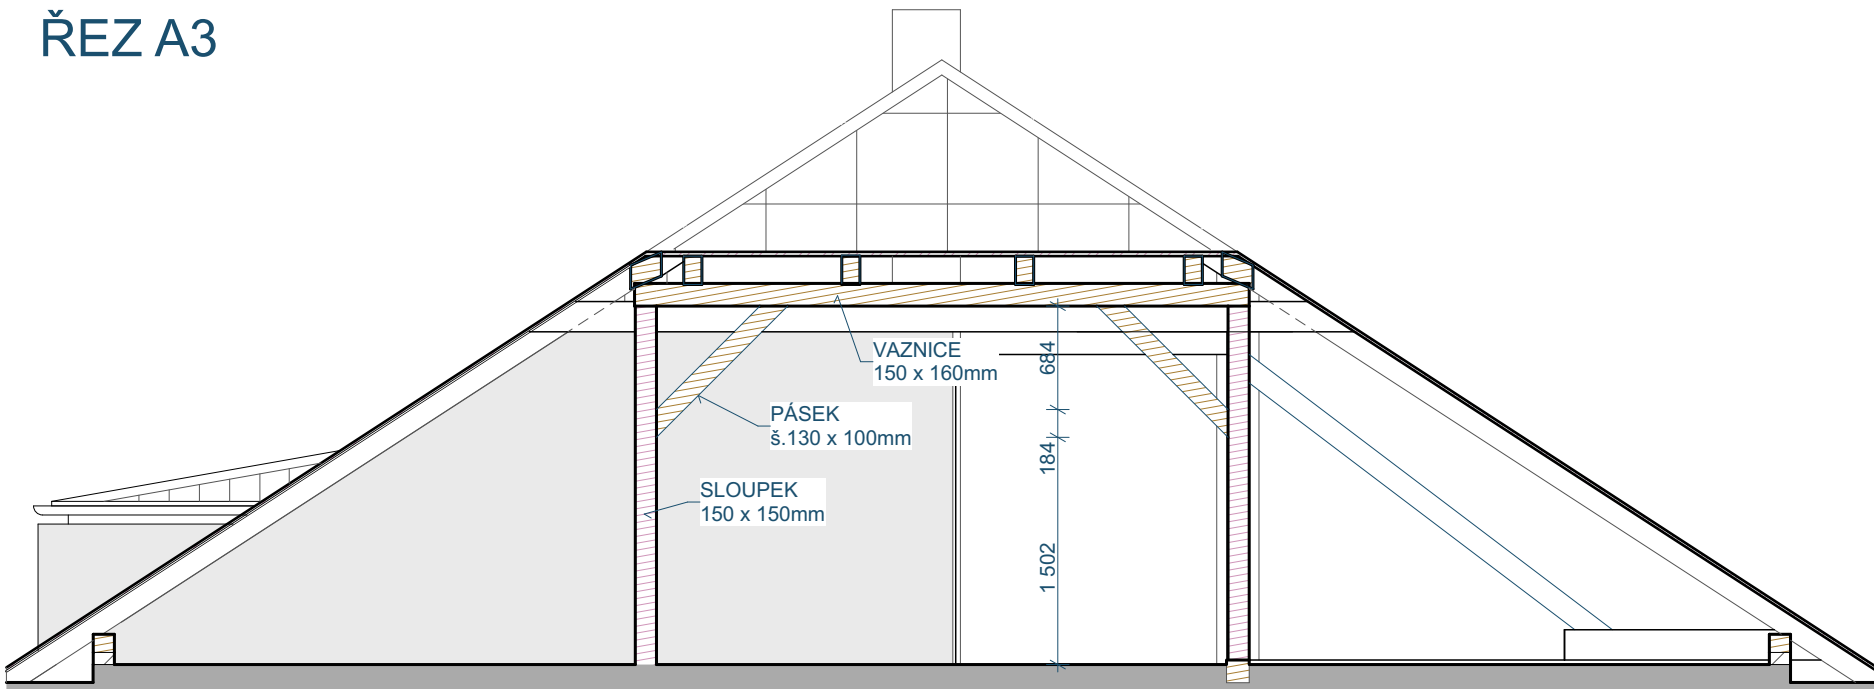 ŘEZ A3
VAZNICE
150 x 160mm
684
PÁSEK
š.130 x 100mm
184
SLOUPEK
150 x 150mm
1 502